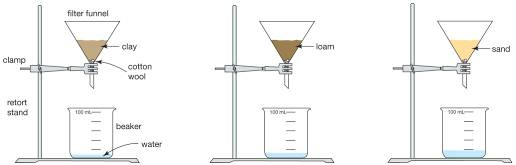 filter funnel
clay
clamp
cotton
wool
retort
stand
100 mL
beaker
water
loam
100 mL
sand
100 mL